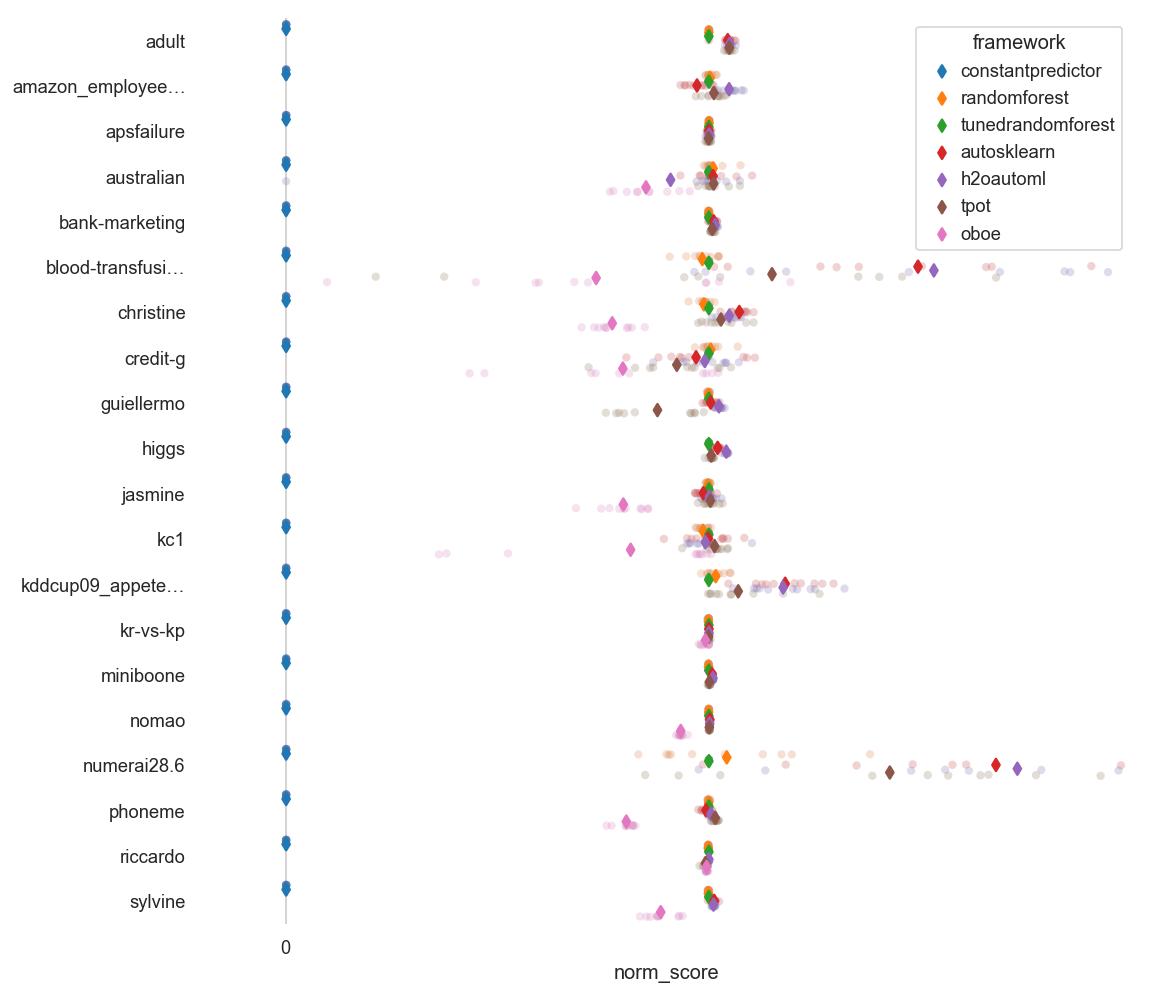 adult
amazon_employee…
apsfailure
australian
bank-marketing
blood-transfusi…
christine
credit-g
guiellermo
higgs
jasmine
kc1
kddcup09_appete…
kr-vs-kp
miniboone
nomao
numerai28.6
phoneme
riccardo
sylvine
0
norm_score
framework
constantpredictor
randomforest
tunedrandomforest
autosklearn
h2oautoml
tpot
oboe